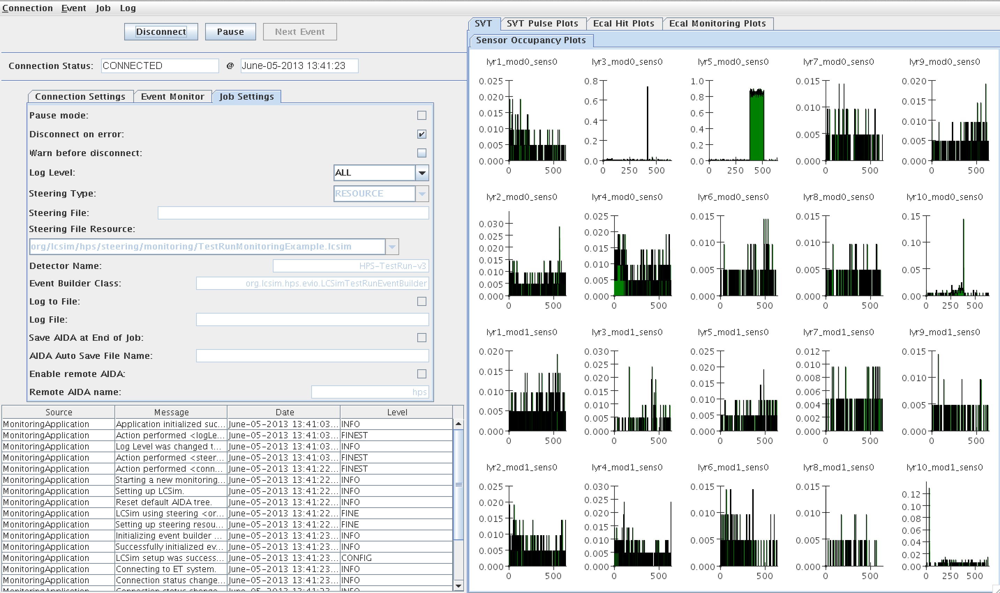 Connection Event Job Log
Disconnect Pause Next Event
Connection Status: CONNECTED @ June-05-2013 13:41:23
Connection Settings Event Monitor Job Settings
Pause mode:
Disconnect on error:
Warn before disconnect:
Log Level: ALL
Steering Type: RESOURCE
Steering File:
Steering File Resource:
org/lcsim/hps/steering/monitoring/TestRunMonitoringExample.lcsim
Detector Name: HPS-TestRun-v3
Event Builder Class: org.lcsim.hps.evio.LCSimTestRunEventBuilder
Log to File:
Log File:
Save AIDA at End of Job:
AIDA Auto Save File Name:
Enable remote AIDA:
Remote AIDA name: hps
Source Message Date Level
MonitoringApplication Application initialized suc... June-05-2013 13:41:03... INFO
MonitoringApplication Action performed <logLe... June-05-2013 13:41:03... FINEST
MonitoringApplication Log Level was changed t... June-05-2013 13:41:03... INFO
MonitoringApplication Action performed <steer... June-05-2013 13:41:03... FINEST
MonitoringApplication Action performed <conn... June-05-2013 13:41:22... FINEST
MonitoringApplication Starting a new monitoring... June-05-2013 13:41:22... INFO
MonitoringApplication Setting up LCSim. June-05-2013 13:41:22... INFO
MonitoringApplication Reset default AIDA tree. June-05-2013 13:41:22... INFO
MonitoringApplication LCSim using steering <or... June-05-2013 13:41:22... FINE
MonitoringApplication Setting up steering resou... June-05-2013 13:41:22... FINE
MonitoringApplication Initializing event builder ... June-05-2013 13:41:23... INFO
MonitoringApplication Successfully initialized ev... June-05-2013 13:41:23... INFO
MonitoringApplication LCSim setup was success... June-05-2013 13:41:23... CONFIG
MonitoringApplication Connecting to ET system. June-05-2013 13:41:23... INFO
MonitoringApplication Connection status change... June-05-2013 13:41:23... INFO
SVT SVT Pulse Plots Ecal Hit Plots Ecal Monitoring Plots
Sensor Occupancy Plots
lyr1_mod0_sens0 lyr3_mod0_sens0 lyr5_mod0_sens0 lyr7_mod0_sens0 lyr9_mod0_sens0
0.025 0.8 1.0 0.015 0.020
0.020 0.6 0.8 0.010 0.015
0.015 0.4 0.6 0.005 0.010
0.010 0.2 0.4 0.000 0.005
0.005 0.0 0.2 0.000
0.000 0.0
0 500 0 250 500 0 250 500 0 500 0 500
lyr2_mod0_sens0 lyr4_mod0_sens0 lyr6_mod0_sens0 lyr8_mod0_sens0 lyr10_mod0_sens0
0.030 0.025 0.015 0.015 0.15
0.025 0.020 0.010 0.010 0.10
0.020 0.015 0.005 0.005 0.05
0.015 0.010 0.000 0.000 0.00
0.010 0.005
0.005 0.000
0.000
0 500 0 500 0 500 0 500 0 250 500
lyr1_mod1_sens0 lyr3_mod1_sens0 lyr5_mod1_sens0 lyr7_mod1_sens0 lyr9_mod1_sens0
0.020 0.030 0.025 0.012 0.015
0.015 0.025 0.020 0.010 0.010
0.010 0.020 0.015 0.008 0.005
0.005 0.015 0.010 0.006 0.000
0.000 0.010 0.005 0.004
0.005 0.000 0.002
0.000 0.000
0 500 0 500 0 500 0 500 0 500
lyr2_mod1_sens0 lyr4_mod1_sens0 lyr6_mod1_sens0 lyr8_mod1_sens0 lyr10_mod1_sens0
0.025 0.030 0.015 0.015 0.12
0.020 0.025 0.010 0.010 0.10
0.015 0.020 0.005 0.005 0.08
0.010 0.015 0.000 0.000 0.06
0.005 0.010 0.04
0.000 0.005 0.02
0.000 0.00
0 500 0 500 0 500 0 500 0 250 500